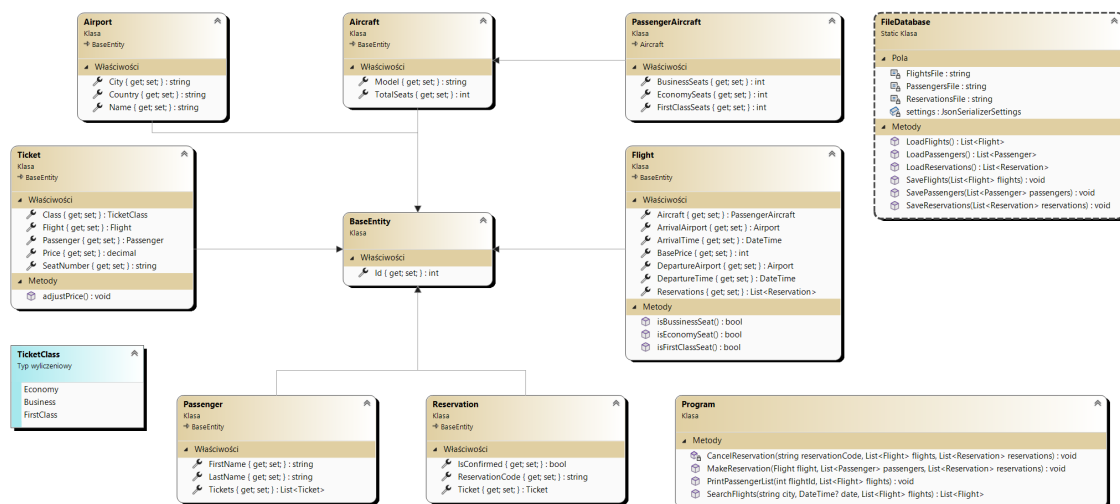 Airport
Klasa
BaseEntity
Właściwości
City { get; set; } : string
Country { get; set; } : string
Name { get; set; } : string
Aircraft
Klasa
BaseEntity
Właściwości
Model { get; set; } : string
TotalSeats { get; set; } : int
PassengerAircraft
Klasa
Aircraft
Właściwości
BusinessSeats { get; set; } : int
EconomySeats { get; set; } : int
FirstClassSeats { get; set; } : int
FileDatabase
Static Klasa
Pola
FlightsFile : string
PassengersFile : string
ReservationsFile : string
settings : JsonSerializerSettings
Metody
LoadFlights() : List<Flight>
LoadPassengers() : List<Passenger>
LoadReservations() : List<Reservation>
SaveFlights(List<Flight> flights) : void
SavePassengers(List<Passenger> passengers) : void
SaveReservations(List<Reservation> reservations) : void
Ticket
Klasa
BaseEntity
Właściwości
Class { get; set; } : TicketClass
Flight { get; set; } : Flight
Passenger { get; set; } : Passenger
Price { get; set; } : decimal
SeatNumber { get; set; } : string
Metody
adjustPrice() : void
BaseEntity
Klasa
Właściwości
Id { get; set; } : int
Flight
Klasa
BaseEntity
Właściwości
Aircraft { get; set; } : PassengerAircraft
ArrivalAirport { get; set; } : Airport
ArrivalTime { get; set; } : DateTime
BasePrice { get; set; } : int
DepartureAirport { get; set; } : Airport
DepartureTime { get; set; } : DateTime
Reservations { get; set; } : List<Reservation>
Metody
isBussinessSeat() : bool
isEconomySeat() : bool
isFirstClassSeat() : bool
TicketClass
Typ wyliczeniowy
Economy
Business
FirstClass
Passenger
Klasa
BaseEntity
Właściwości
FirstName { get; set; } : string
LastName { get; set; } : string
Tickets { get; set; } : List<Ticket>
Reservation
Klasa
BaseEntity
Właściwości
IsConfirmed { get; set; } : bool
ReservationCode { get; set; } : string
Ticket { get; set; } : Ticket
Program
Klasa
Metody
CancelReservation(string reservationCode, List<Flight> flights, List<Reservation> reservations) : void
MakeReservation(Flight flight, List<Passenger> passengers, List<Reservation> reservations) : void
PrintPassengerList(int flightId, List<Flight> flights) : void
SearchFlights(string city, DateTime? date, List<Flight> flights) : List<Flight>